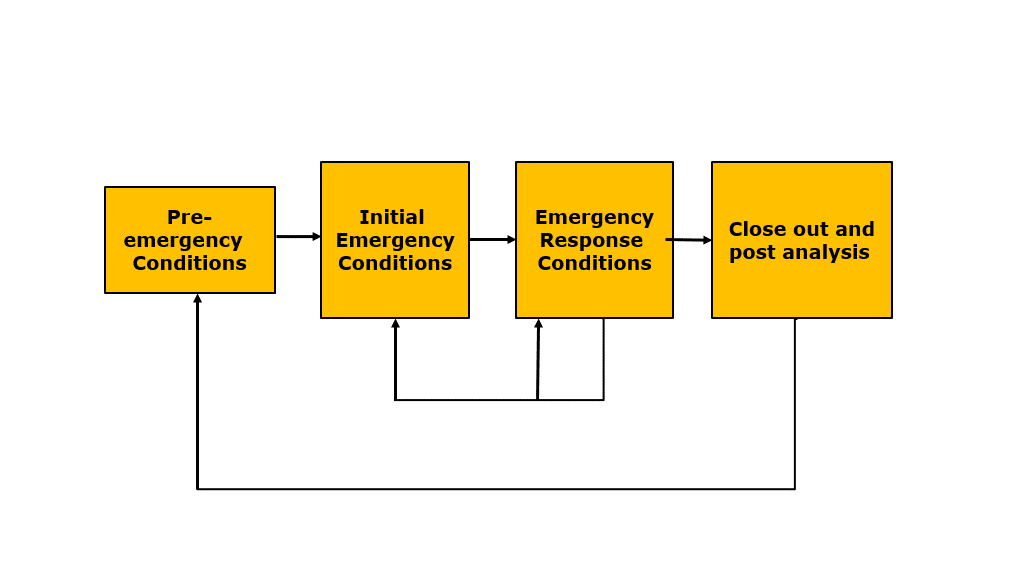 Pre-
emergency
Conditions
Initial
Emergency
Conditions
Emergency
Response
Conditions
Close out and
post analysis